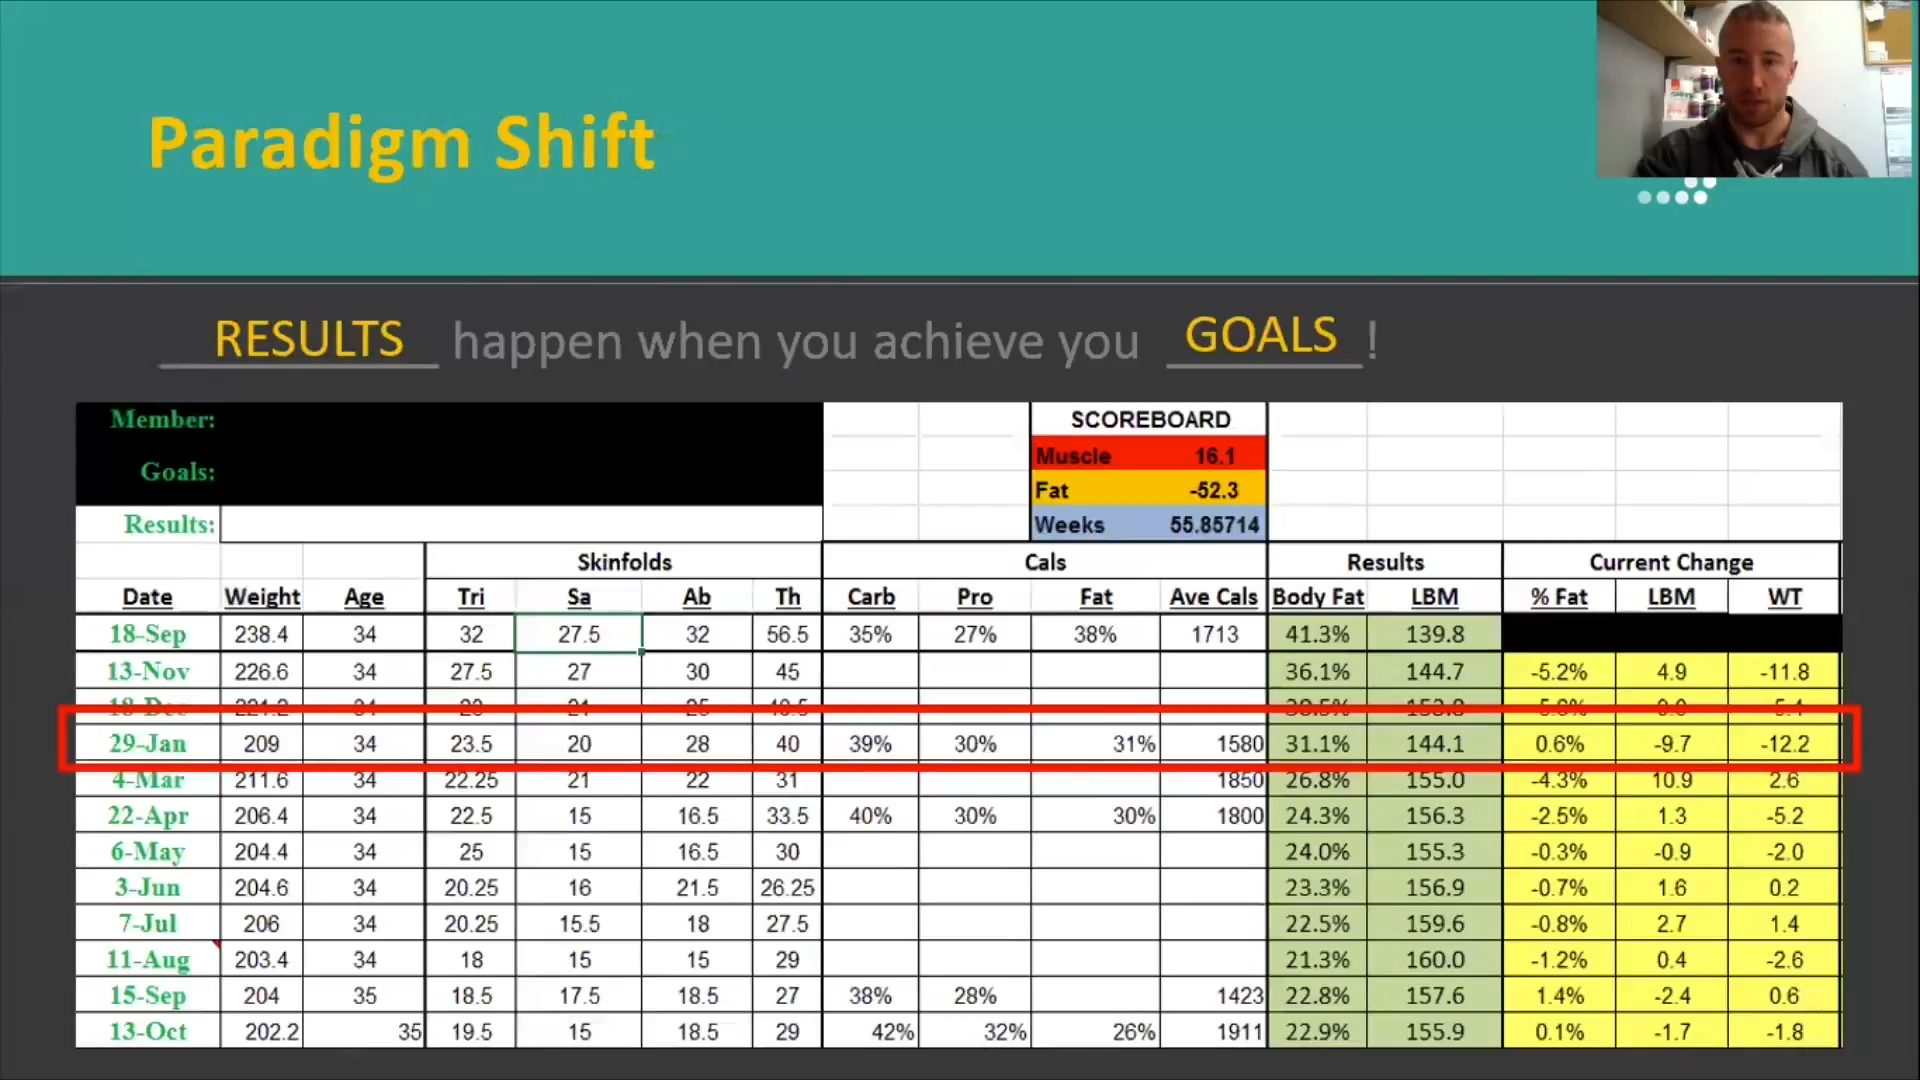 Paradigm Shift
RESULTS happen when you achieve you GOALS!
Member:
Goals:
Results:
SCOREBOARD
Muscle 16.1
Fat -52.3
Weeks 55.85714
Skinfolds Cals Results Current Change
Date Weight Age Tri Sa Ab Th Carb Pro Fat Ave Cals Body Fat LBM % Fat LBM WT
18-Sep 238.4 34 32 27.5 32 56.5 35% 27% 38% 1713 41.3% 139.8
13-Nov 226.6 34 27.5 27 30 45 36.1% 144.7 -5.2% 4.9 -11.8
18-Dec 221.2 34
29-Jan 209 34 23.5 20 28 40 39% 30% 31% 1580 31.1% 144.1 0.6% -9.7 -12.2
4-Mar 211.6 34 22.25 21 22 31 1850 26.8% 155.0 -4.3% 10.9 2.6
22-Apr 206.4 34 22.5 15 16.5 33.5 40% 30% 30% 1800 24.3% 156.3 -2.5% 1.3 -5.2
6-May 204.4 34 25 15 16.5 30 24.0% 155.3 -0.3% -0.9 -2.0
3-Jun 204.6 34 20.25 16 21.5 26.25 23.3% 156.9 -0.7% 1.6 0.2
7-Jul 206 34 20.25 15.5 18 27.5 22.5% 159.6 -0.8% 2.7 1.4
11-Aug 203.4 34 18 15 15 29 21.3% 160.0 -1.2% 0.4 -2.6
15-Sep 204 35 18.5 17.5 18.5 27 38% 28% 1423 22.8% 157.6 1.4% -2.4 0.6
13-Oct 202.2 35 19.5 15 18.5 29 42% 32% 26% 1911 22.9% 155.9 0.1% -1.7 -1.8